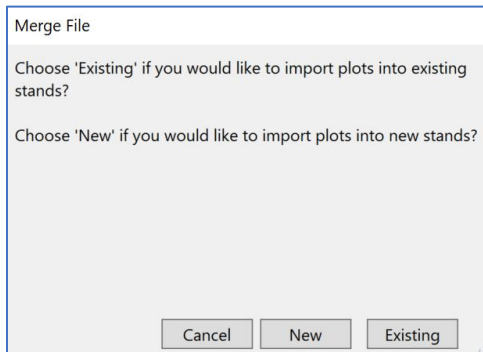 Merge File
Choose 'Existing' if you would like to import plots into existing
stands?
Choose 'New' if you would like to import plots into new stands?
Cancel New Existing